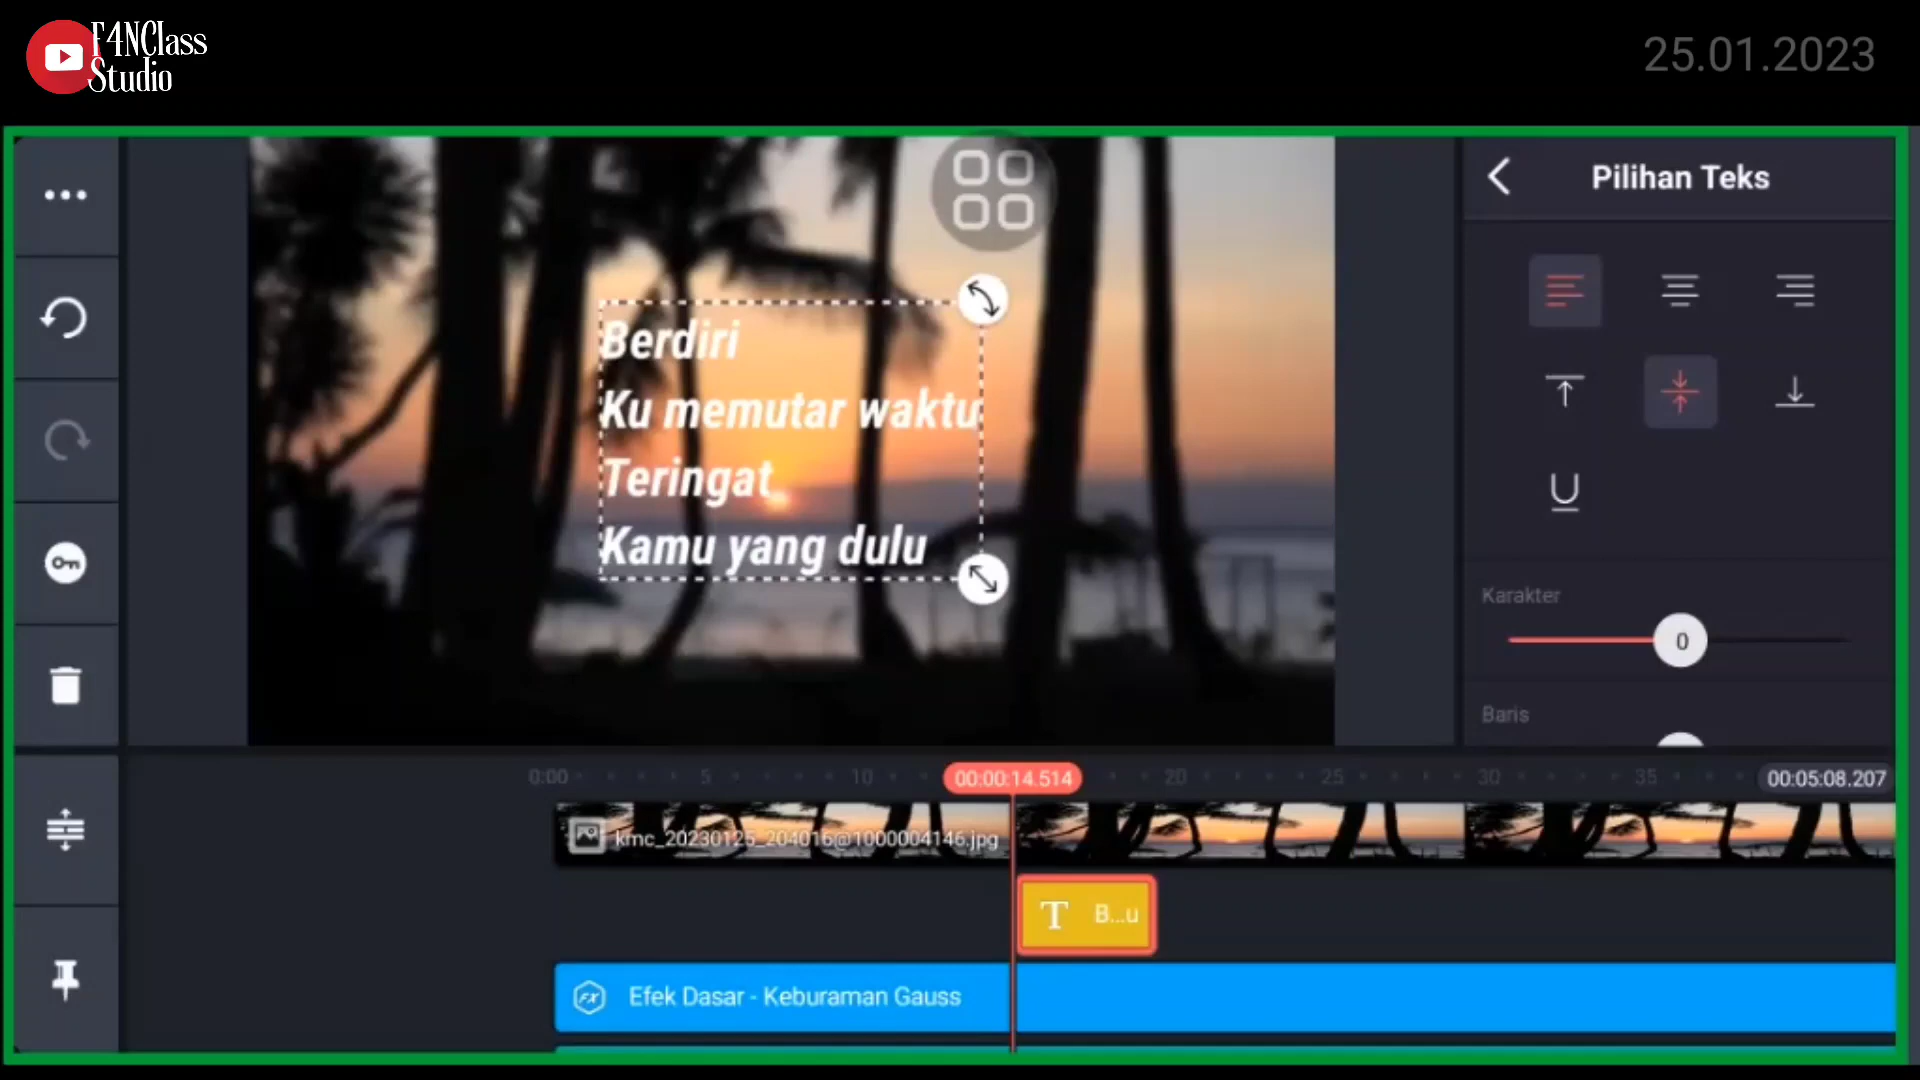 F4NClass
Studio
25.01.2023
Pilihan Teks
Berdiri
Ku memutar waktu
Teringat
Kamu yang dulu
Karakter
0
Baris
0:00 5 10 00:00:14.514 20 25 30 35 00:05:08.207
kmc_20230125_204016@1000004146.jpg
T B...u
FX Efek Dasar - Keburaman Gauss